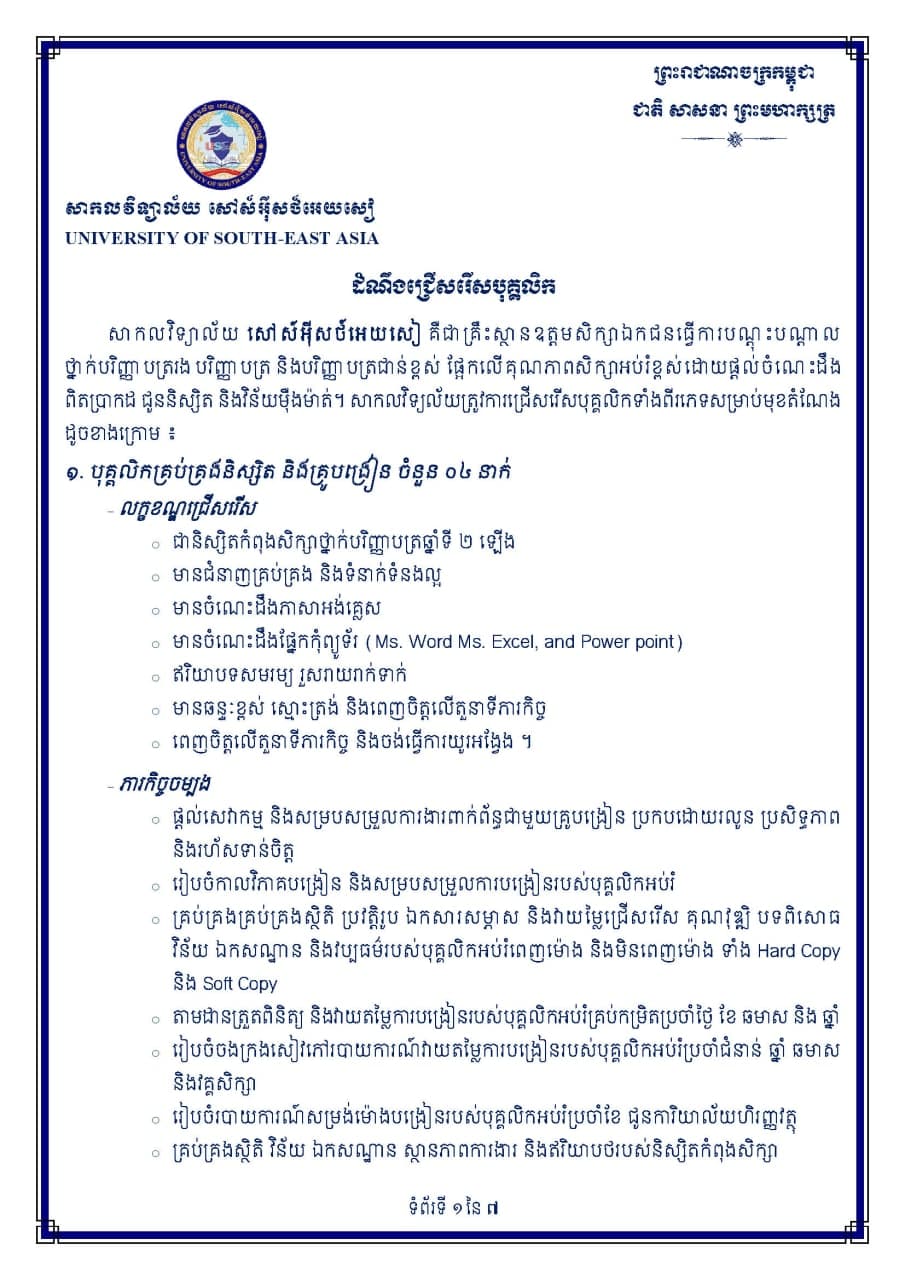 ព្រះរាជាណាចក្រកម្ពុជា
ជាតិ សាសនា ព្រះមហាក្សត្រ
សាកលវិទ្យាល័យ សៅស៍អ៊ីសថ៍អេយសៀ
UNIVERSITY OF SOUTH-EAST ASIA
ដំណឹងជ្រើសរើសបុគ្គលិក
សាកលវិទ្យាល័យ សៅស៍អ៊ីសថ៍អេយសៀ គឺជាគ្រឹះស្ថានឧត្តមសិក្សាឯកជនធ្វើការបណ្តុះបណ្តាល
ថ្នាក់បរិញ្ញាបត្ររង បរិញ្ញាបត្រ និងបរិញ្ញាបត្រជាន់ខ្ពស់ ផ្អែកលើគុណភាពសិក្សាអប់រំខ្ពស់ដោយផ្តល់ចំណេះដឹង
ពិតប្រាកដ ជូននិស្សិត និងវិន័យម៉ឺងម៉ាត់។ សាកលវិទ្យល័យត្រូវការជ្រើសរើសបុគ្គលិកទាំងពីរភេទសម្រាប់មុខតំណែង
ដូចខាងក្រោម ៖
១. បុគ្គលិកគ្រប់គ្រងនិស្សិត និងគ្រូបង្រៀន ចំនួន ០៤ នាក់
- លក្ខខណ្ឌជ្រើសរើស
○ ជានិស្សិតកំពុងសិក្សាថ្នាក់បរិញ្ញាបត្រឆ្នាំទី ២ ឡើង
○ មានជំនាញគ្រប់គ្រង និងទំនាក់ទំនងល្អ
○ មានចំណេះដឹងភាសាអង់គ្លេស
○ មានចំណេះដឹងផ្នែកកុំព្យូទ័រ (Ms. Word Ms. Excel, and Power point)
○ ឥរិយាបទសមរម្យ រួសរាយរាក់ទាក់
○ មានឆន្ទៈខ្ពស់ ស្មោះត្រង់ និងពេញចិត្តលើតួនាទីភារកិច្ច
○ ពេញចិត្តលើតួនាទីភារកិច្ច និងចង់ធ្វើការយូរអង្វែង ។
- ភារកិច្ចចម្បង
○ ផ្តល់សេវាកម្ម និងសម្របសម្រួលការងារពាក់ព័ន្ធជាមួយគ្រូបង្រៀន ប្រកបដោយរលូន ប្រសិទ្ធភាព
និងរហ័សទាន់ចិត្ត
○ រៀបចំកាលវិភាគបង្រៀន និងសម្របសម្រួលការបង្រៀនរបស់បុគ្គលិកអប់រំ
○ គ្រប់គ្រងគ្រប់គ្រងស្ថិតិ ប្រវត្តិរូប ឯកសារសម្ភាស និងវាយម្លៃជ្រើសរើស គុណវុឌ្ឍិ បទពិសោធ
វិន័យ ឯកសណ្ឋាន និងវប្បធម៌របស់បុគ្គលិកអប់រំពេញម៉ោង និងមិនពេញម៉ោង ទាំង Hard Copy
និង Soft Copy
○ តាមដានត្រួតពិនិត្យ និងវាយតម្លៃការបង្រៀនរបស់បុគ្គលិកអប់រំគ្រប់កម្រិតប្រចាំថ្ងៃ ខែ ឆមាស និង ឆ្នាំ
○ រៀបចំចងក្រងសៀវភៅរបាយការណ៍វាយតម្លៃការបង្រៀនរបស់បុគ្គលិកអប់រំប្រចាំជំនាន់ ឆ្នាំ ឆមាស
និងវគ្គសិក្សា
○ រៀបចំរបាយការណ៍សម្រង់ម៉ោងបង្រៀនរបស់បុគ្គលិកអប់រំប្រចាំខែ ជូនការិយាល័យហិរញ្ញវត្ថុ
○ គ្រប់គ្រងស្ថិតិ វិន័យ ឯកសណ្ឋាន ស្ថានភាពការងារ និងឥរិយាបថរបស់និស្សិតកំពុងសិក្សា
ទំព័រទី ១ នៃ ៧